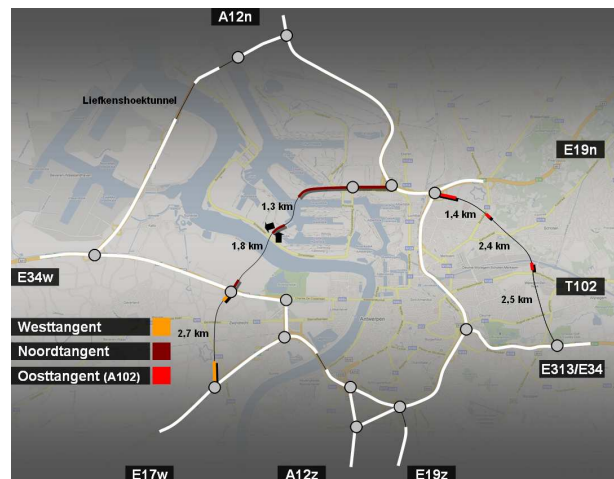 A12n
Liefkenshoektunnel
E19n
1,3 km
1,4 km
1,8 km
2,4 km
E34w
T102
2,5 km
Westtangent
2,7 km
Noordtangent
Oosttangent (A102)
E313/E34
E17w
A12z
E19z